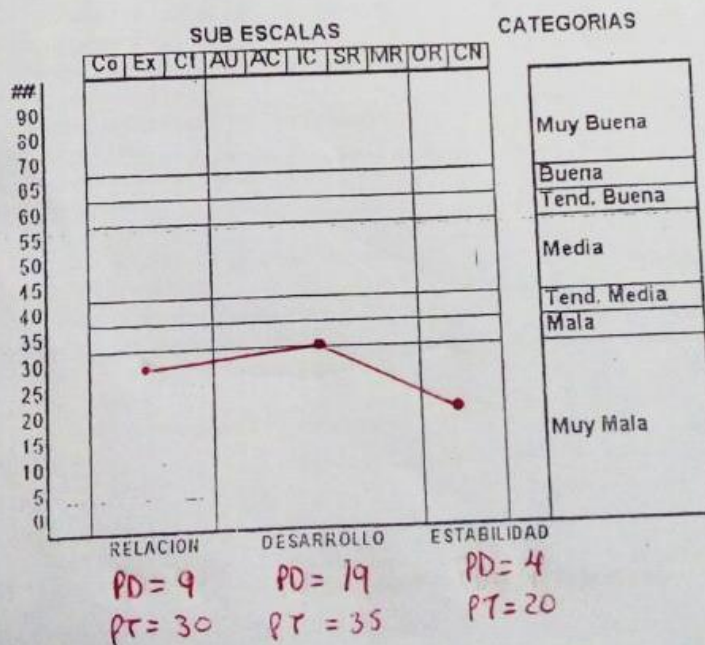 SUB ESCALAS
CATEGORIAS
Co Ex CT AU AC IC SR MR OR CN
##
90
80
70
65
60
55
50
45
40
35
30
25
20
15
10
5
0
Muy Buena
Buena
Tend. Buena
Media
Tend. Media
Mala
Muy Mala
RELACION DESARROLLO ESTABILIDAD
PD = 9 PD = 19 PD = 4
PT = 30 PT = 35 PT = 20